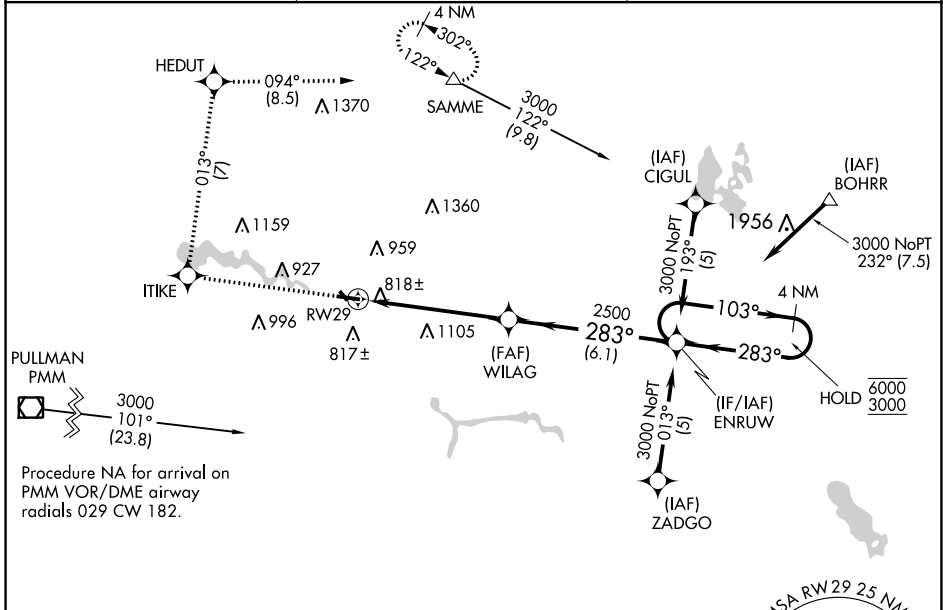 4 NM
302°
122°
SAMME
3000
122°
(9.8)
HEDUT
094°
(8.5)
1370
013°
(7)
1159
1360
959
927
818±
ITIKE
RW29
996
817±
1105
(FAF)
WILAG
2500
283°
(6.1)
(IAF)
CIGUL
3000 NoPT
193°
(5)
1956
(IAF)
BOHRR
3000 NoPT
232° (7.5)
4 NM
103°
283°
HOLD
6000
3000
(IF/IAF)
ENRUW
3000 NoPT
013°
(5)
(IAF)
ZADGO
PULLMAN
PMM
3000
101°
(23.8)
Procedure NA for arrival on
PMM VOR/DME airway
radials 029 CW 182.
MSA RW29 25 NM